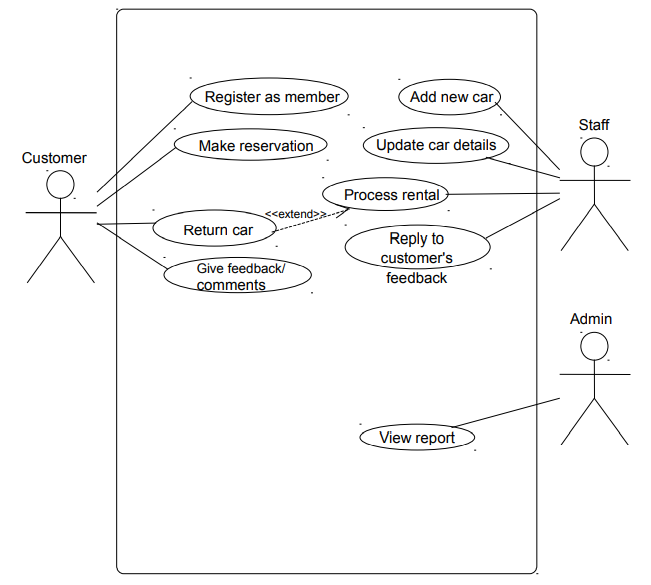 Register as member
Add new car
Staff
Make reservation
Update car details
Customer
Process rental
<<extend>>
Return car
Reply to
customer's
feedback
Give feedback/
comments
Admin
View report